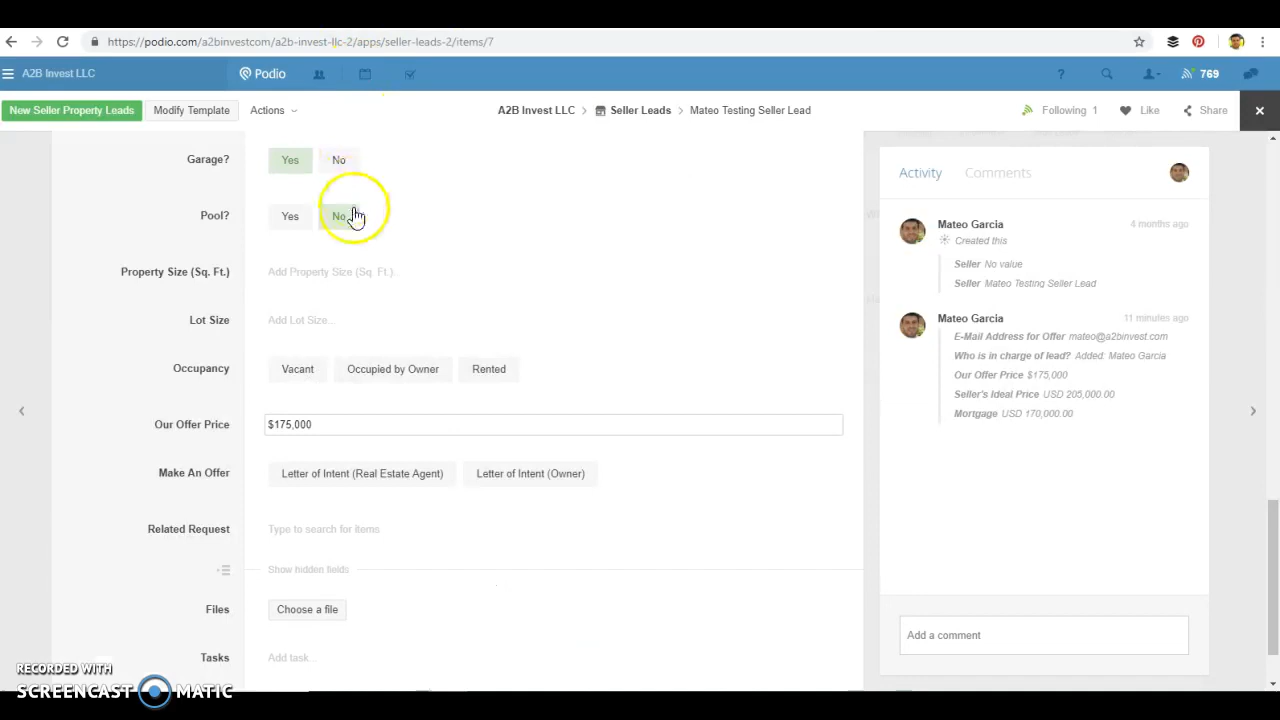 https://podio.com/a2binvestcom/a2b-invest-llc-2/apps/seller-leads-2/items/7
A2B Invest LLC
Podio
?
769
New Seller Property Leads
Modify Template
Actions
A2B Invest LLC > Seller Leads > Mateo Testing Seller Lead
Following 1
Like
Share
Garage?
Yes
No
Pool?
Yes
No
Property Size (Sq. Ft.)
Add Property Size (Sq. Ft.)...
Lot Size
Add Lot Size...
Occupancy
Vacant
Occupied by Owner
Rented
Our Offer Price
$175,000
Make An Offer
Letter of Intent (Real Estate Agent)
Letter of Intent (Owner)
Related Request
Type to search for items
Show hidden fields
Files
Choose a file
Tasks
Add task...
Activity
Comments
Mateo Garcia
4 months ago
Created this
Seller No value
Seller Mateo Testing Seller Lead
Mateo Garcia
11 minutes ago
E-Mail Address for Offer mateo@a2binvest.com
Who is in charge of lead? Added: Mateo Garcia
Our Offer Price $175,000
Seller's Ideal Price USD 205,000.00
Mortgage USD 170,000.00
Add a comment
RECORDED WITH
SCREENCAST MATIC